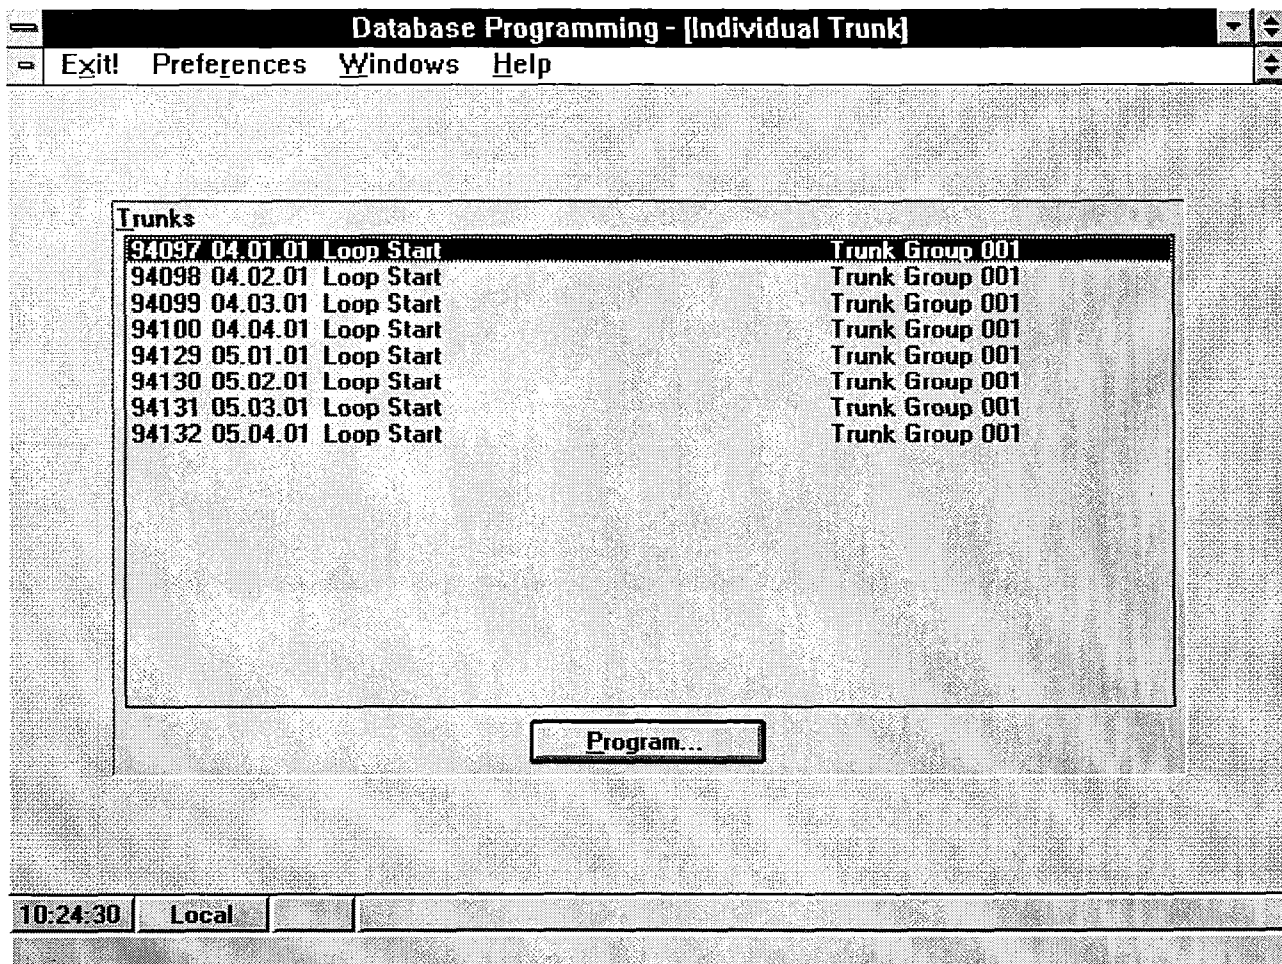 Database Programming - [Individual Trunk]
Exit! Preferences Windows Help
Trunks
94097 04.01.01 Loop Start Trunk Group 001
94098 04.02.01 Loop Start Trunk Group 001
94099 04.03.01 Loop Start Trunk Group 001
94100 04.04.01 Loop Start Trunk Group 001
94129 05.01.01 Loop Start Trunk Group 001
94130 05.02.01 Loop Start Trunk Group 001
94131 05.03.01 Loop Start Trunk Group 001
94132 05.04.01 Loop Start Trunk Group 001
Program...
10:24:30 Local